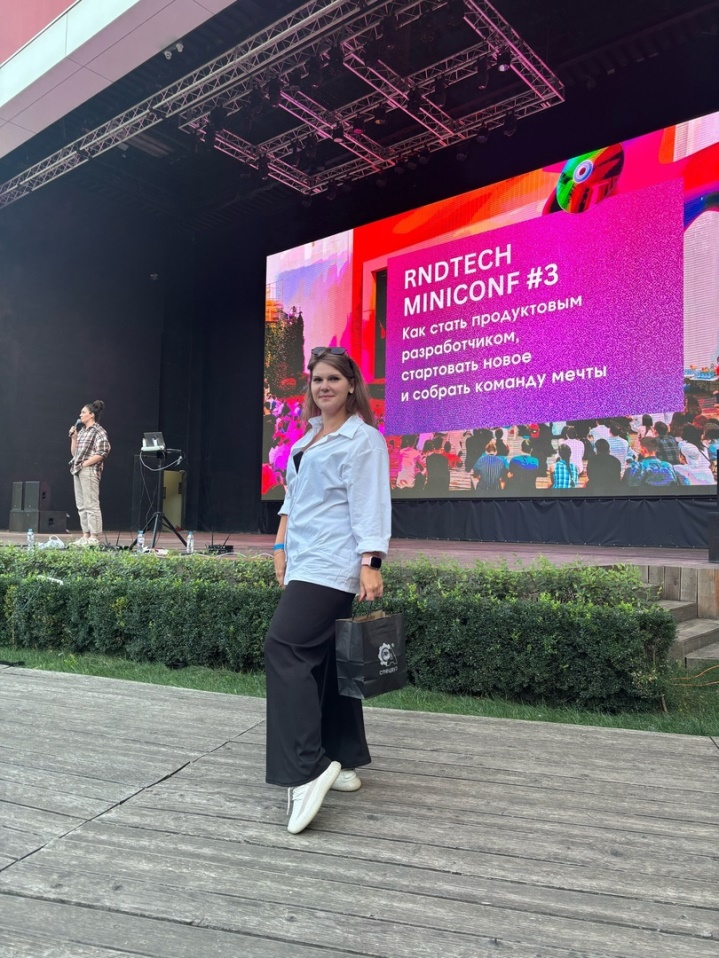 RNDTECH
MINICONF #3
Как стать продуктовым
разработчиком,
стартовать новое
и собрать команду мечты